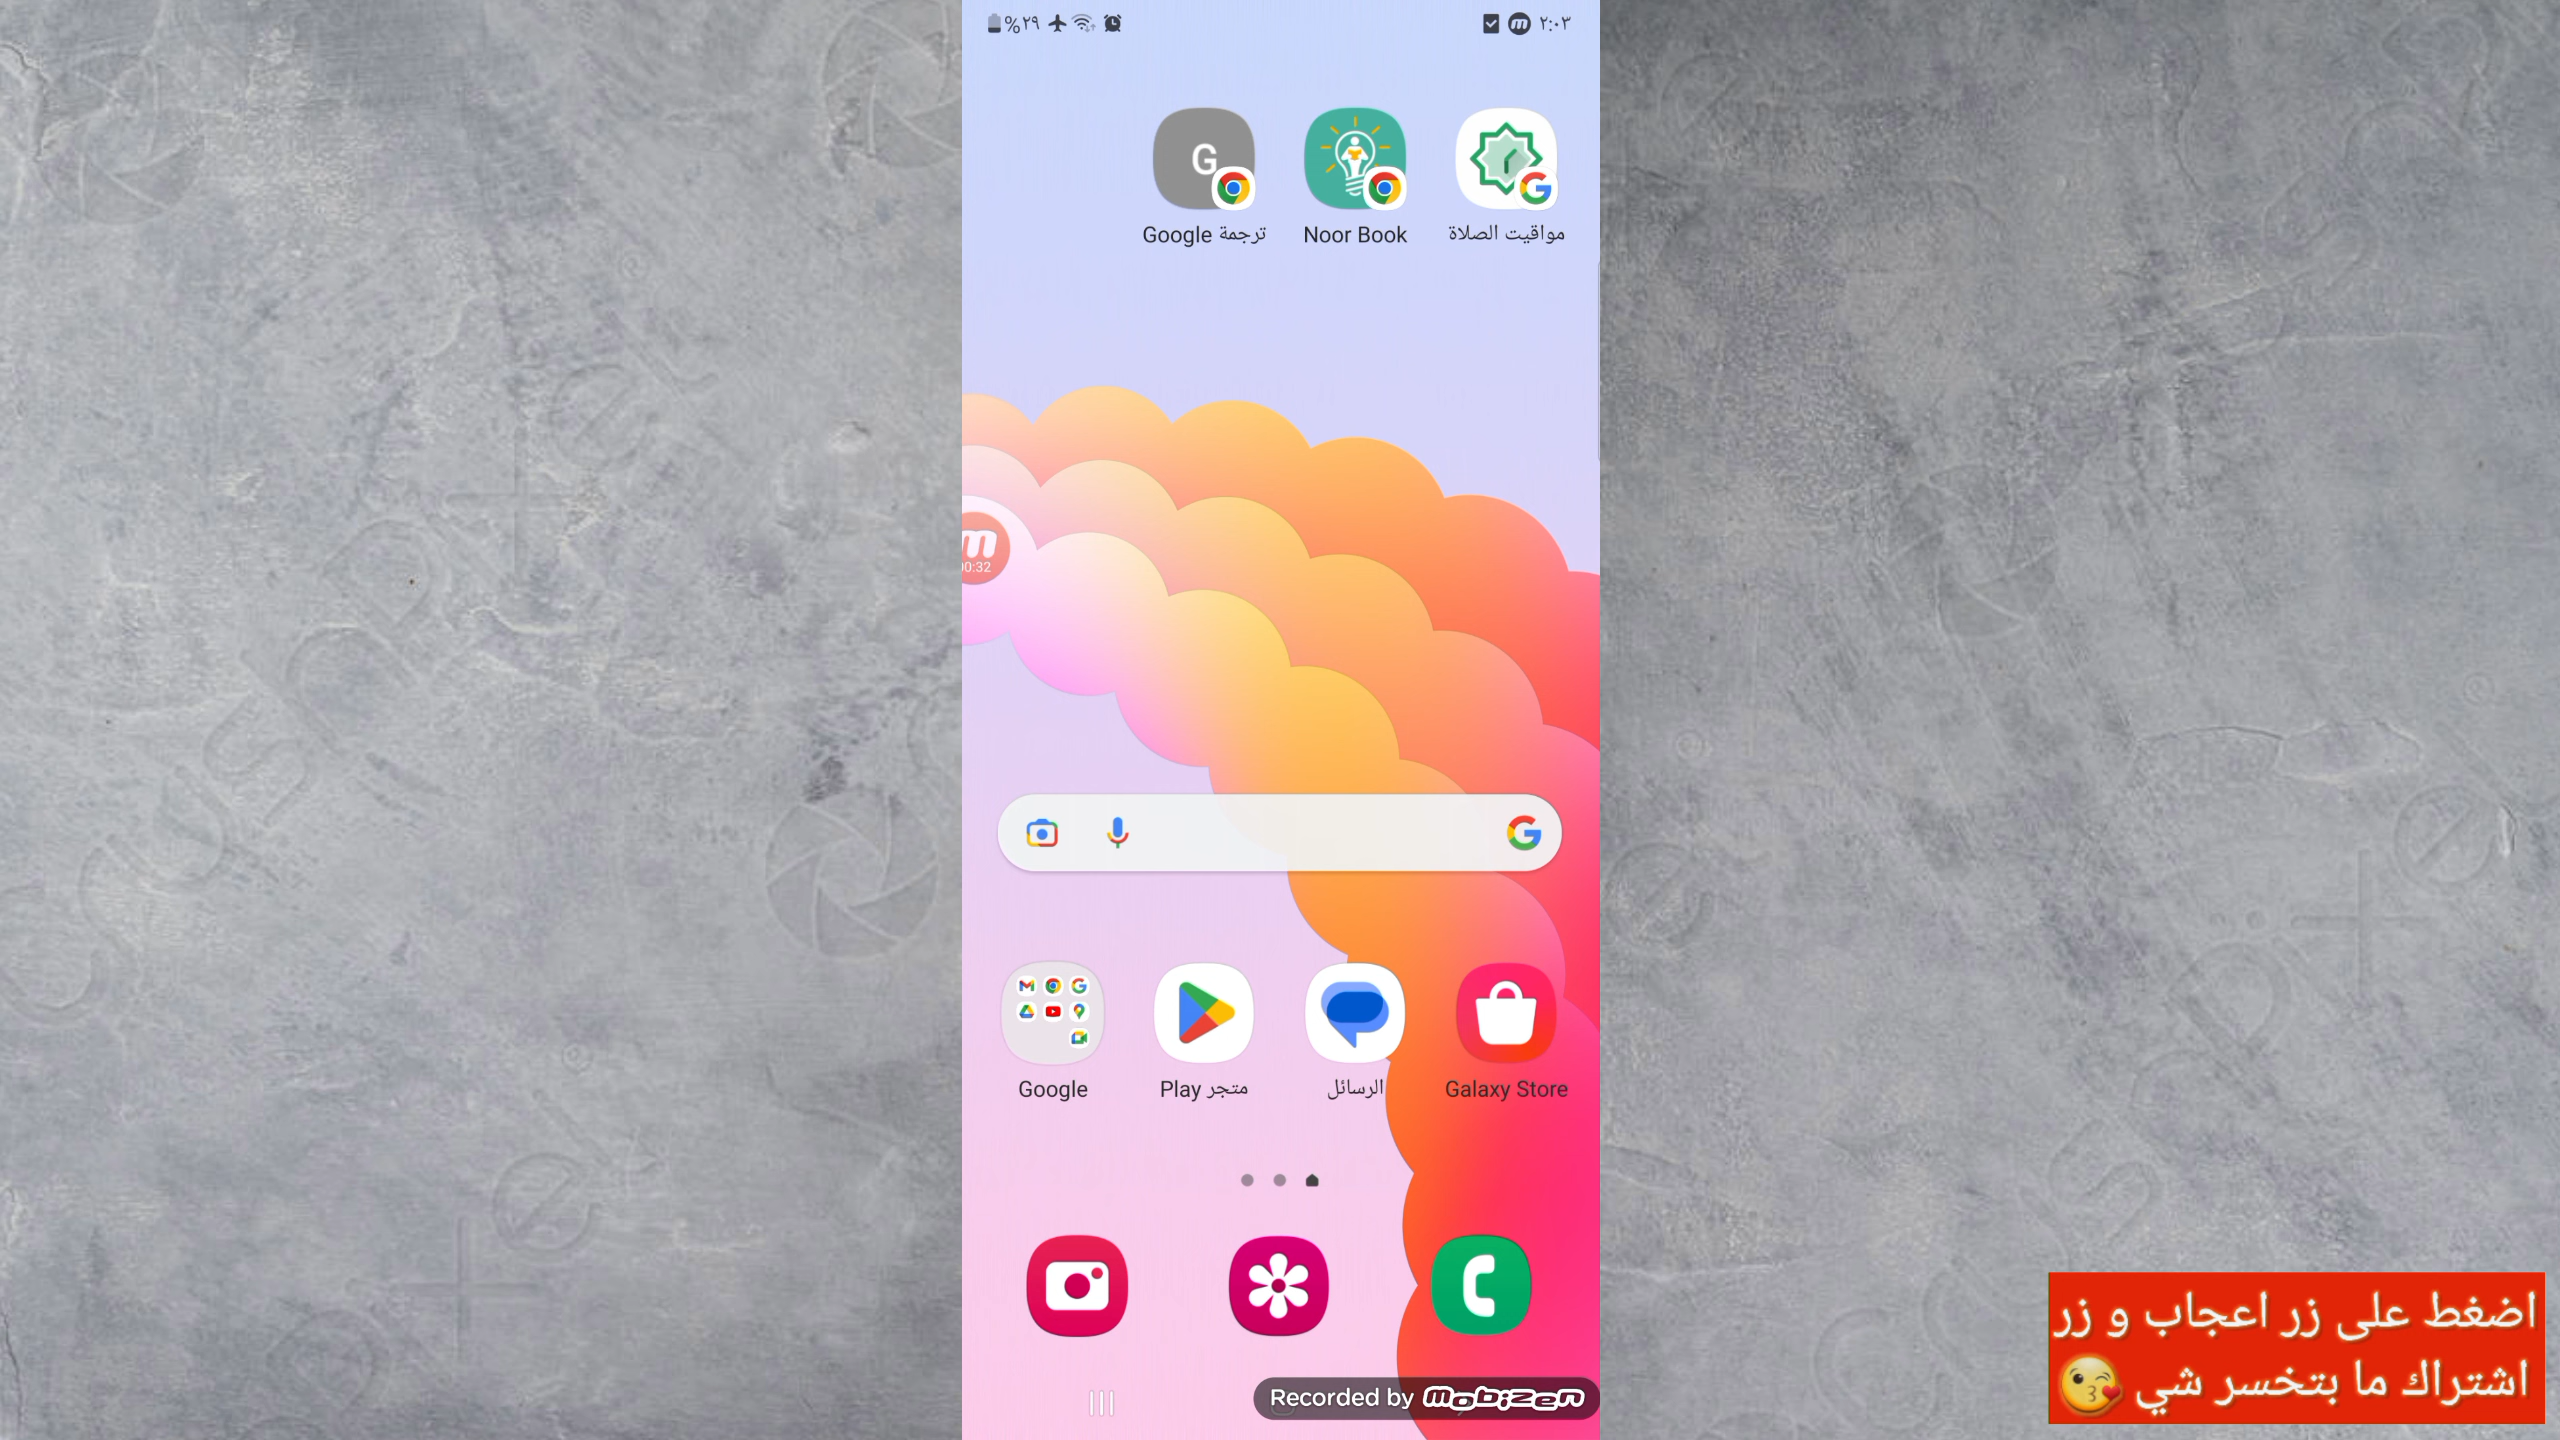 %٢٩
٢:٠٣
G
ترجمة Google
Noor Book
مواقيت الصلاة
m
00:32
Google
متجر Play
الرسائل
Galaxy Store
Recorded by mobizen
اضغط على زر اعجاب و زر
اشتراك ما بتخسر شي